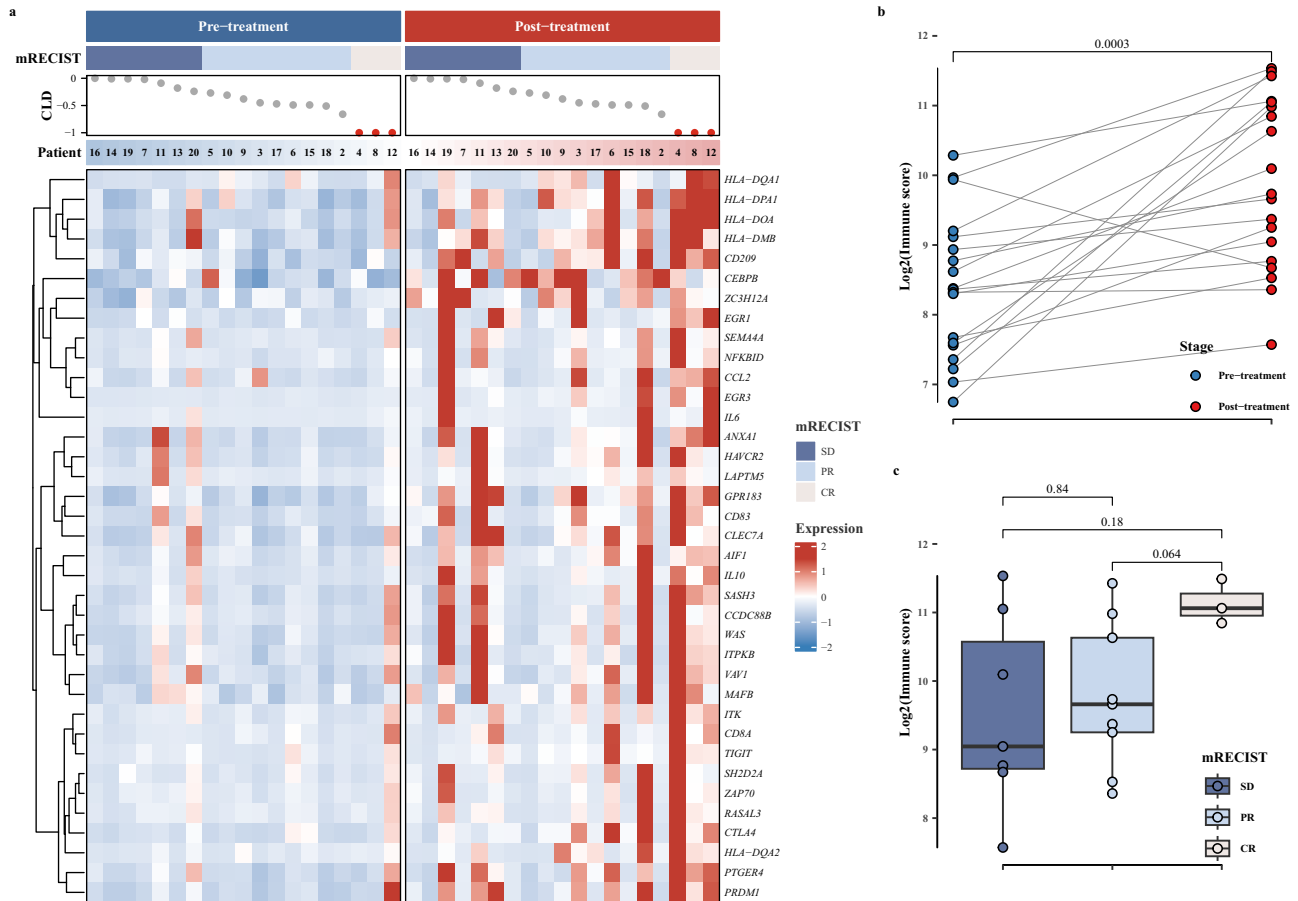 a
Pre−treatment
Post−treatment
mRECIST
CLD
0
−0.5
−1
Patient
16 14 19 7 11 13 20 5 10 9 3 17 6 15 18 2 4 8 12
16 14 19 7 11 13 20 5 10 9 3 17 6 15 18 2 4 8 12
HLA−DQA1
HLA−DPA1
HLA−DOA
HLA−DMB
CD209
CEBPB
ZC3H12A
EGR1
SEMA4A
NFKBID
CCL2
EGR3
IL6
ANXA1
HAVCR2
LAPTM5
GPR183
CD83
CLEC7A
AIF1
IL10
SASH3
CCDC88B
WAS
ITPKB
VAV1
MAFB
ITK
CD8A
TIGIT
SH2D2A
ZAP70
RASAL3
CTLA4
HLA−DQA2
PTGER4
PRDM1
mRECIST
SD
PR
CR
Expression
2
1
0
−1
−2
b
Log2(Immune score)
12
11
10
9
8
7
0.0003
Stage
Pre−treatment
Post−treatment
c
Log2(Immune score)
12
11
10
9
8
0.84
0.18
0.064
mRECIST
SD
PR
CR